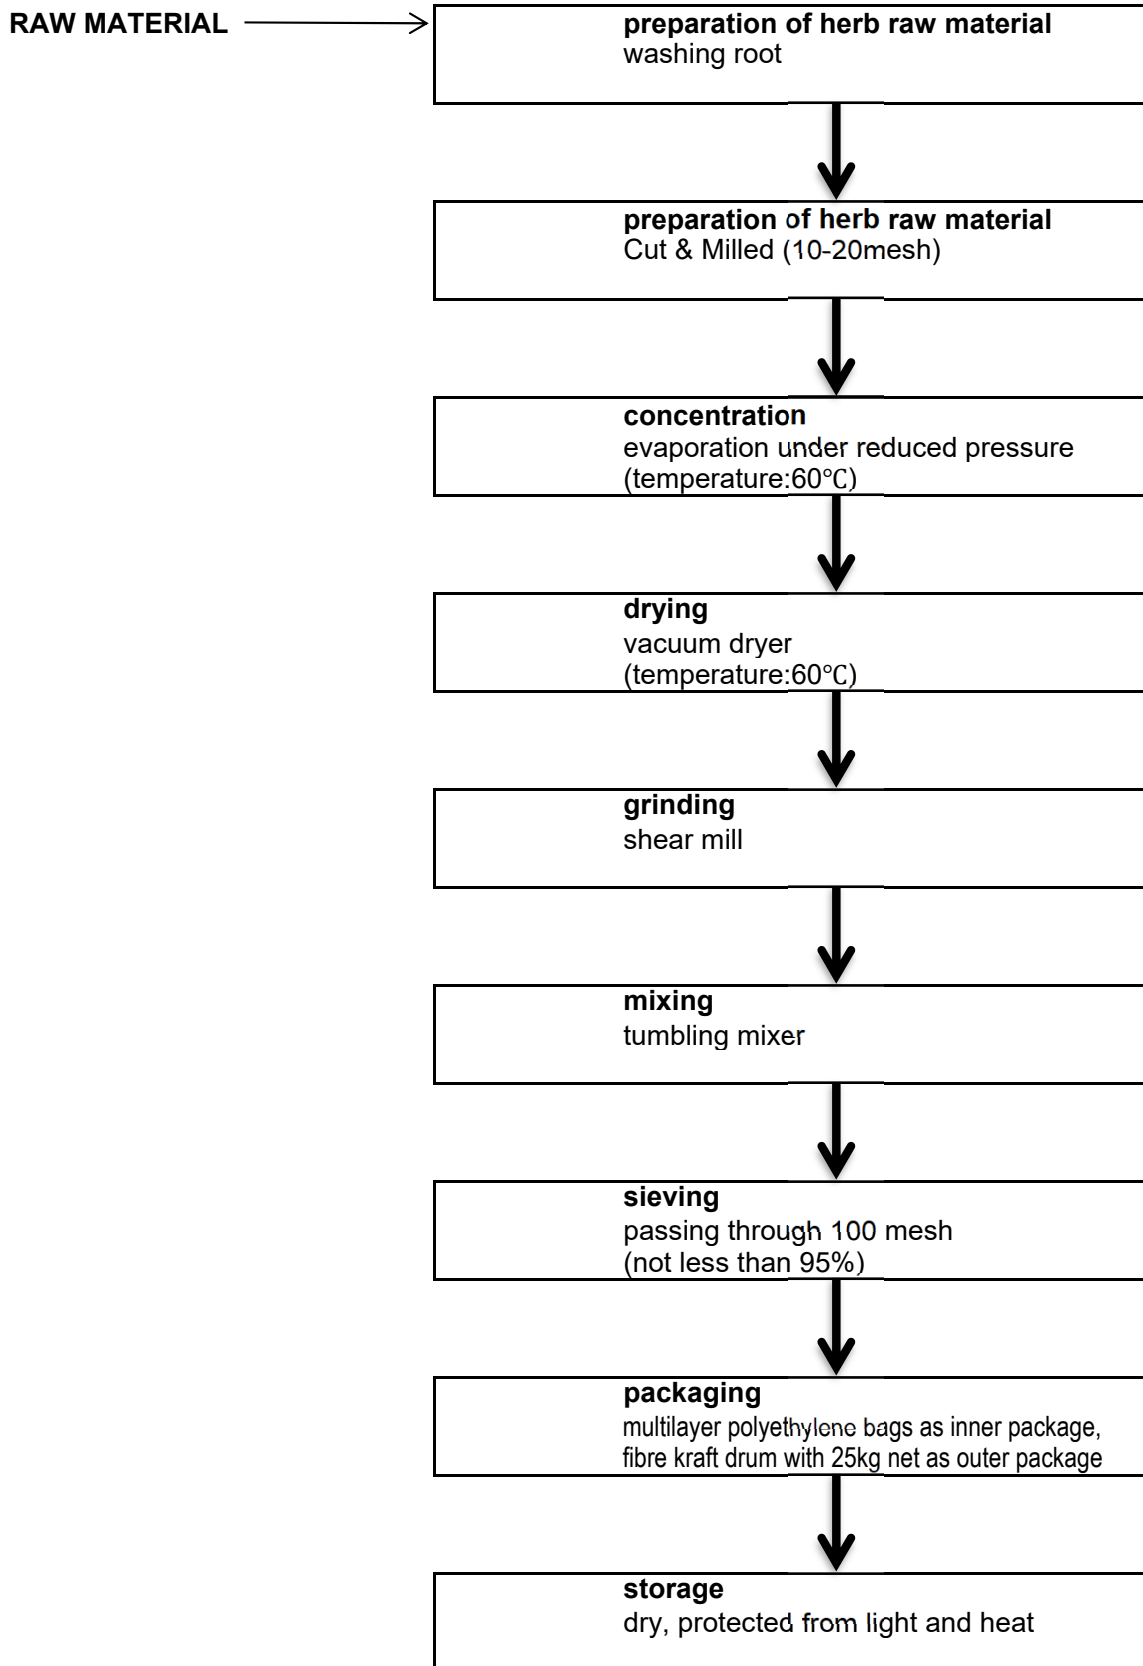 RAW MATERIAL
preparation of herb raw material
washing root
preparation of herb raw material
Cut & Milled (10-20mesh)
concentration
evaporation under reduced pressure
(temperature:60℃)
drying
vacuum dryer
(temperature:60℃)
grinding
shear mill
mixing
tumbling mixer
sieving
passing through 100 mesh
(not less than 95%)
packaging
multilayer polyethylene bags as inner package,
fibre kraft drum with 25kg net as outer package
storage
dry, protected from light and heat